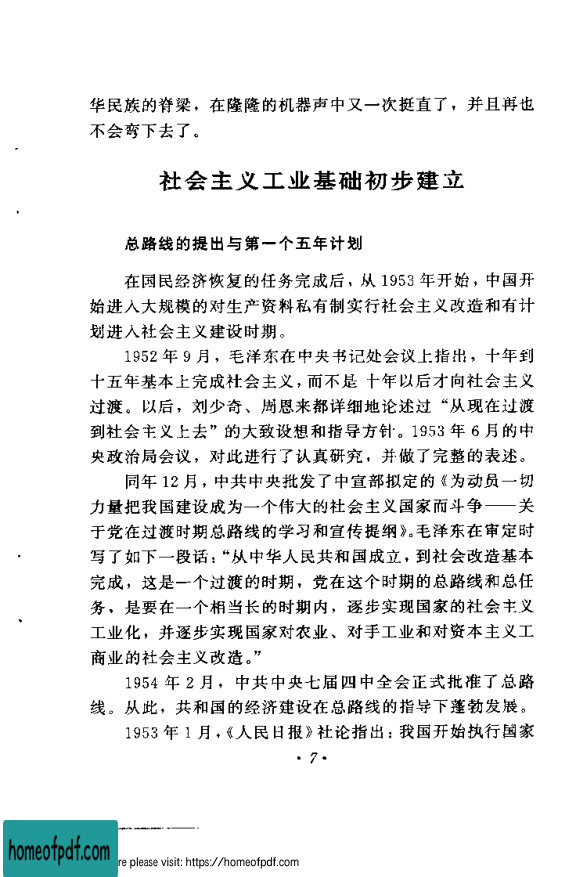 华民族的脊梁，在隆隆的机器声中又一次挺直了，并且再也
不会弯下去了。
社会主义工业基础初步建立
总路线的提出与第一个五年计划
在国民经济恢复的任务完成后，从1953年开始，中国开
始进入大规模的对生产资料私有制实行社会主义改造和有计
划进入社会主义建设时期。
1952年9月，毛泽东在中央书记处会议上指出，十年到
十五年基本上完成社会主义，而不是 十年以后才向社会主义
过渡。以后，刘少奇、周恩来都详细地论述过“从现在过渡
到社会主义上去”的大致设想和指导方针。1953年6月的中
央政治局会议，对此进行了认真研究，并做了完整的表述。
同年12月，中共中央批发了中宣部拟定的《为动员一切
力量把我国建设成为一个伟大的社会主义国家而斗争——关
于党在过渡时期总路线的学习和宣传提纲》。毛泽东在审定时
写了如下一段话：“从中华人民共和国成立，到社会改造基本
完成，这是一个过渡的时期，党在这个时期的总路线和总任
务，是要在一个相当长的时期内，逐步实现国家的社会主义
工业化，并逐步实现国家对农业、对手工业和对资本主义工
商业的社会主义改造。”
1954年2月，中共中央七届四中全会正式批准了总路
线。从此，共和国的经济建设在总路线的指导下蓬勃发展。
1953年1月，《人民日报》社论指出：我国开始执行国家
·7·
homeofpdf.com
re please visit: https://homeofpdf.com